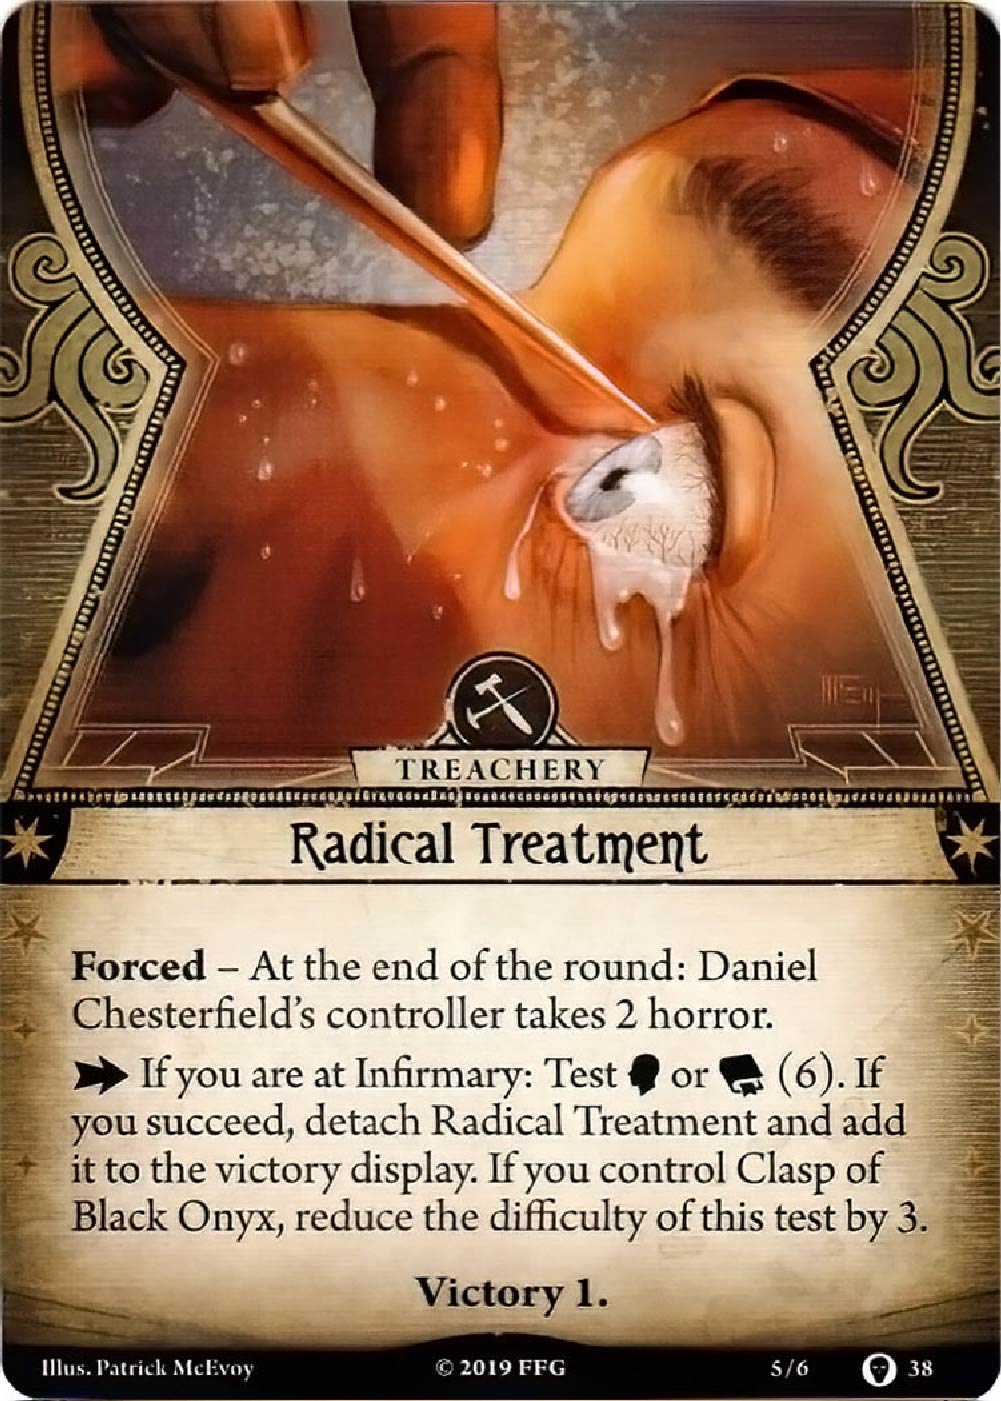 TREACHERY
Radical Treatment
Forced – At the end of the round: Daniel
Chesterfield's controller takes 2 horror.
If you are at Infirmary: Test or (6). If
you succeed, detach Radical Treatment and add
it to the victory display. If you control Clasp of
Black Onyx, reduce the difficulty of this test by 3.
Victory 1.
Illus. Patrick McEvoy © 2019 FFG 5/6 38